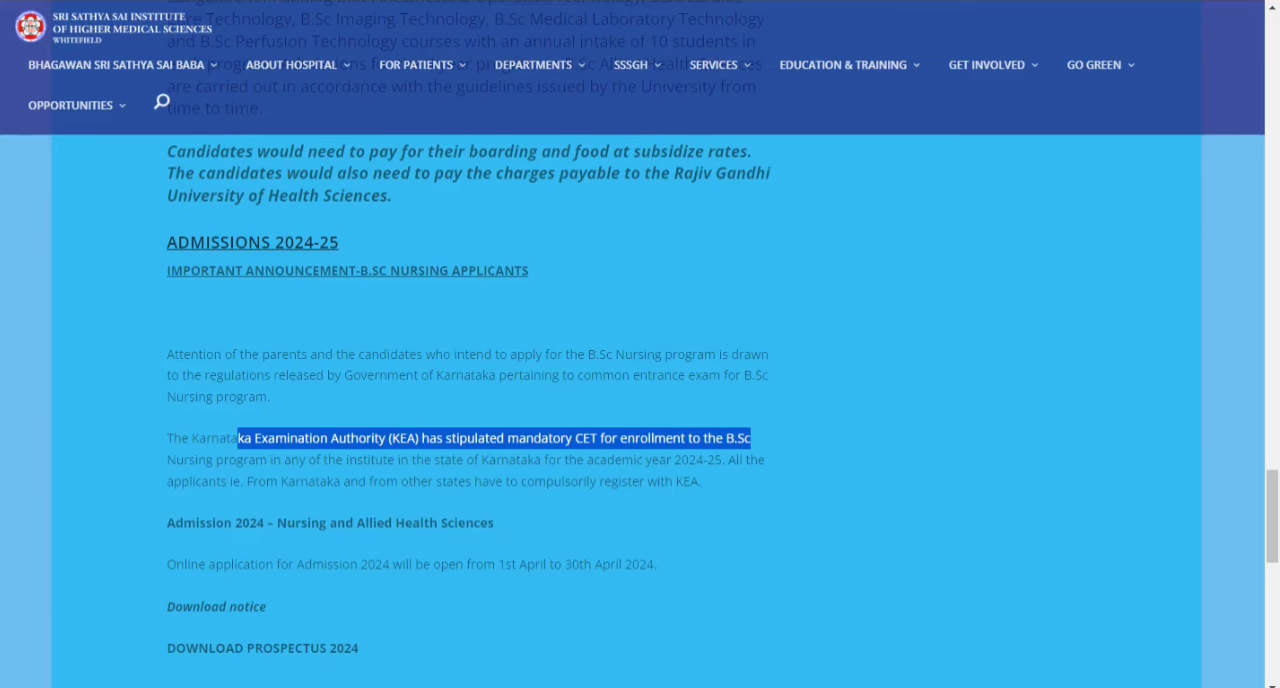 SRI SATHYA SAI INSTITUTE
OF HIGHER MEDICAL SCIENCES
WHITEFIELD
re Technology, B.Sc Imaging Technology, B.Sc Medical Laboratory Technology
and B.Sc Perfusion Technology courses with an annual intake of 10 students in
BHAGAWAN SRI SATHYA SAI BABA ABOUT HOSPITAL FOR PATIENTS DEPARTMENTS SSSGH SERVICES EDUCATION & TRAINING GET INVOLVED GO GREEN
are carried out in accordance with the guidelines issued by the University from
OPPORTUNITIES
time to time.
Candidates would need to pay for their boarding and food at subsidize rates.
The candidates would also need to pay the charges payable to the Rajiv Gandhi
University of Health Sciences.
ADMISSIONS 2024-25
IMPORTANT ANNOUNCEMENT-B.SC NURSING APPLICANTS
Attention of the parents and the candidates who intend to apply for the B.Sc Nursing program is drawn
to the regulations released by Government of Karnataka pertaining to common entrance exam for B.Sc
Nursing program.
The Karnataka Examination Authority (KEA) has stipulated mandatory CET for enrollment to the B.Sc
Nursing program in any of the institute in the state of Karnataka for the academic year 2024-25. All the
applicants ie. From Karnataka and from other states have to compulsorily register with KEA.
Admission 2024 – Nursing and Allied Health Sciences
Online application for Admission 2024 will be open from 1st April to 30th April 2024.
Download notice
DOWNLOAD PROSPECTUS 2024